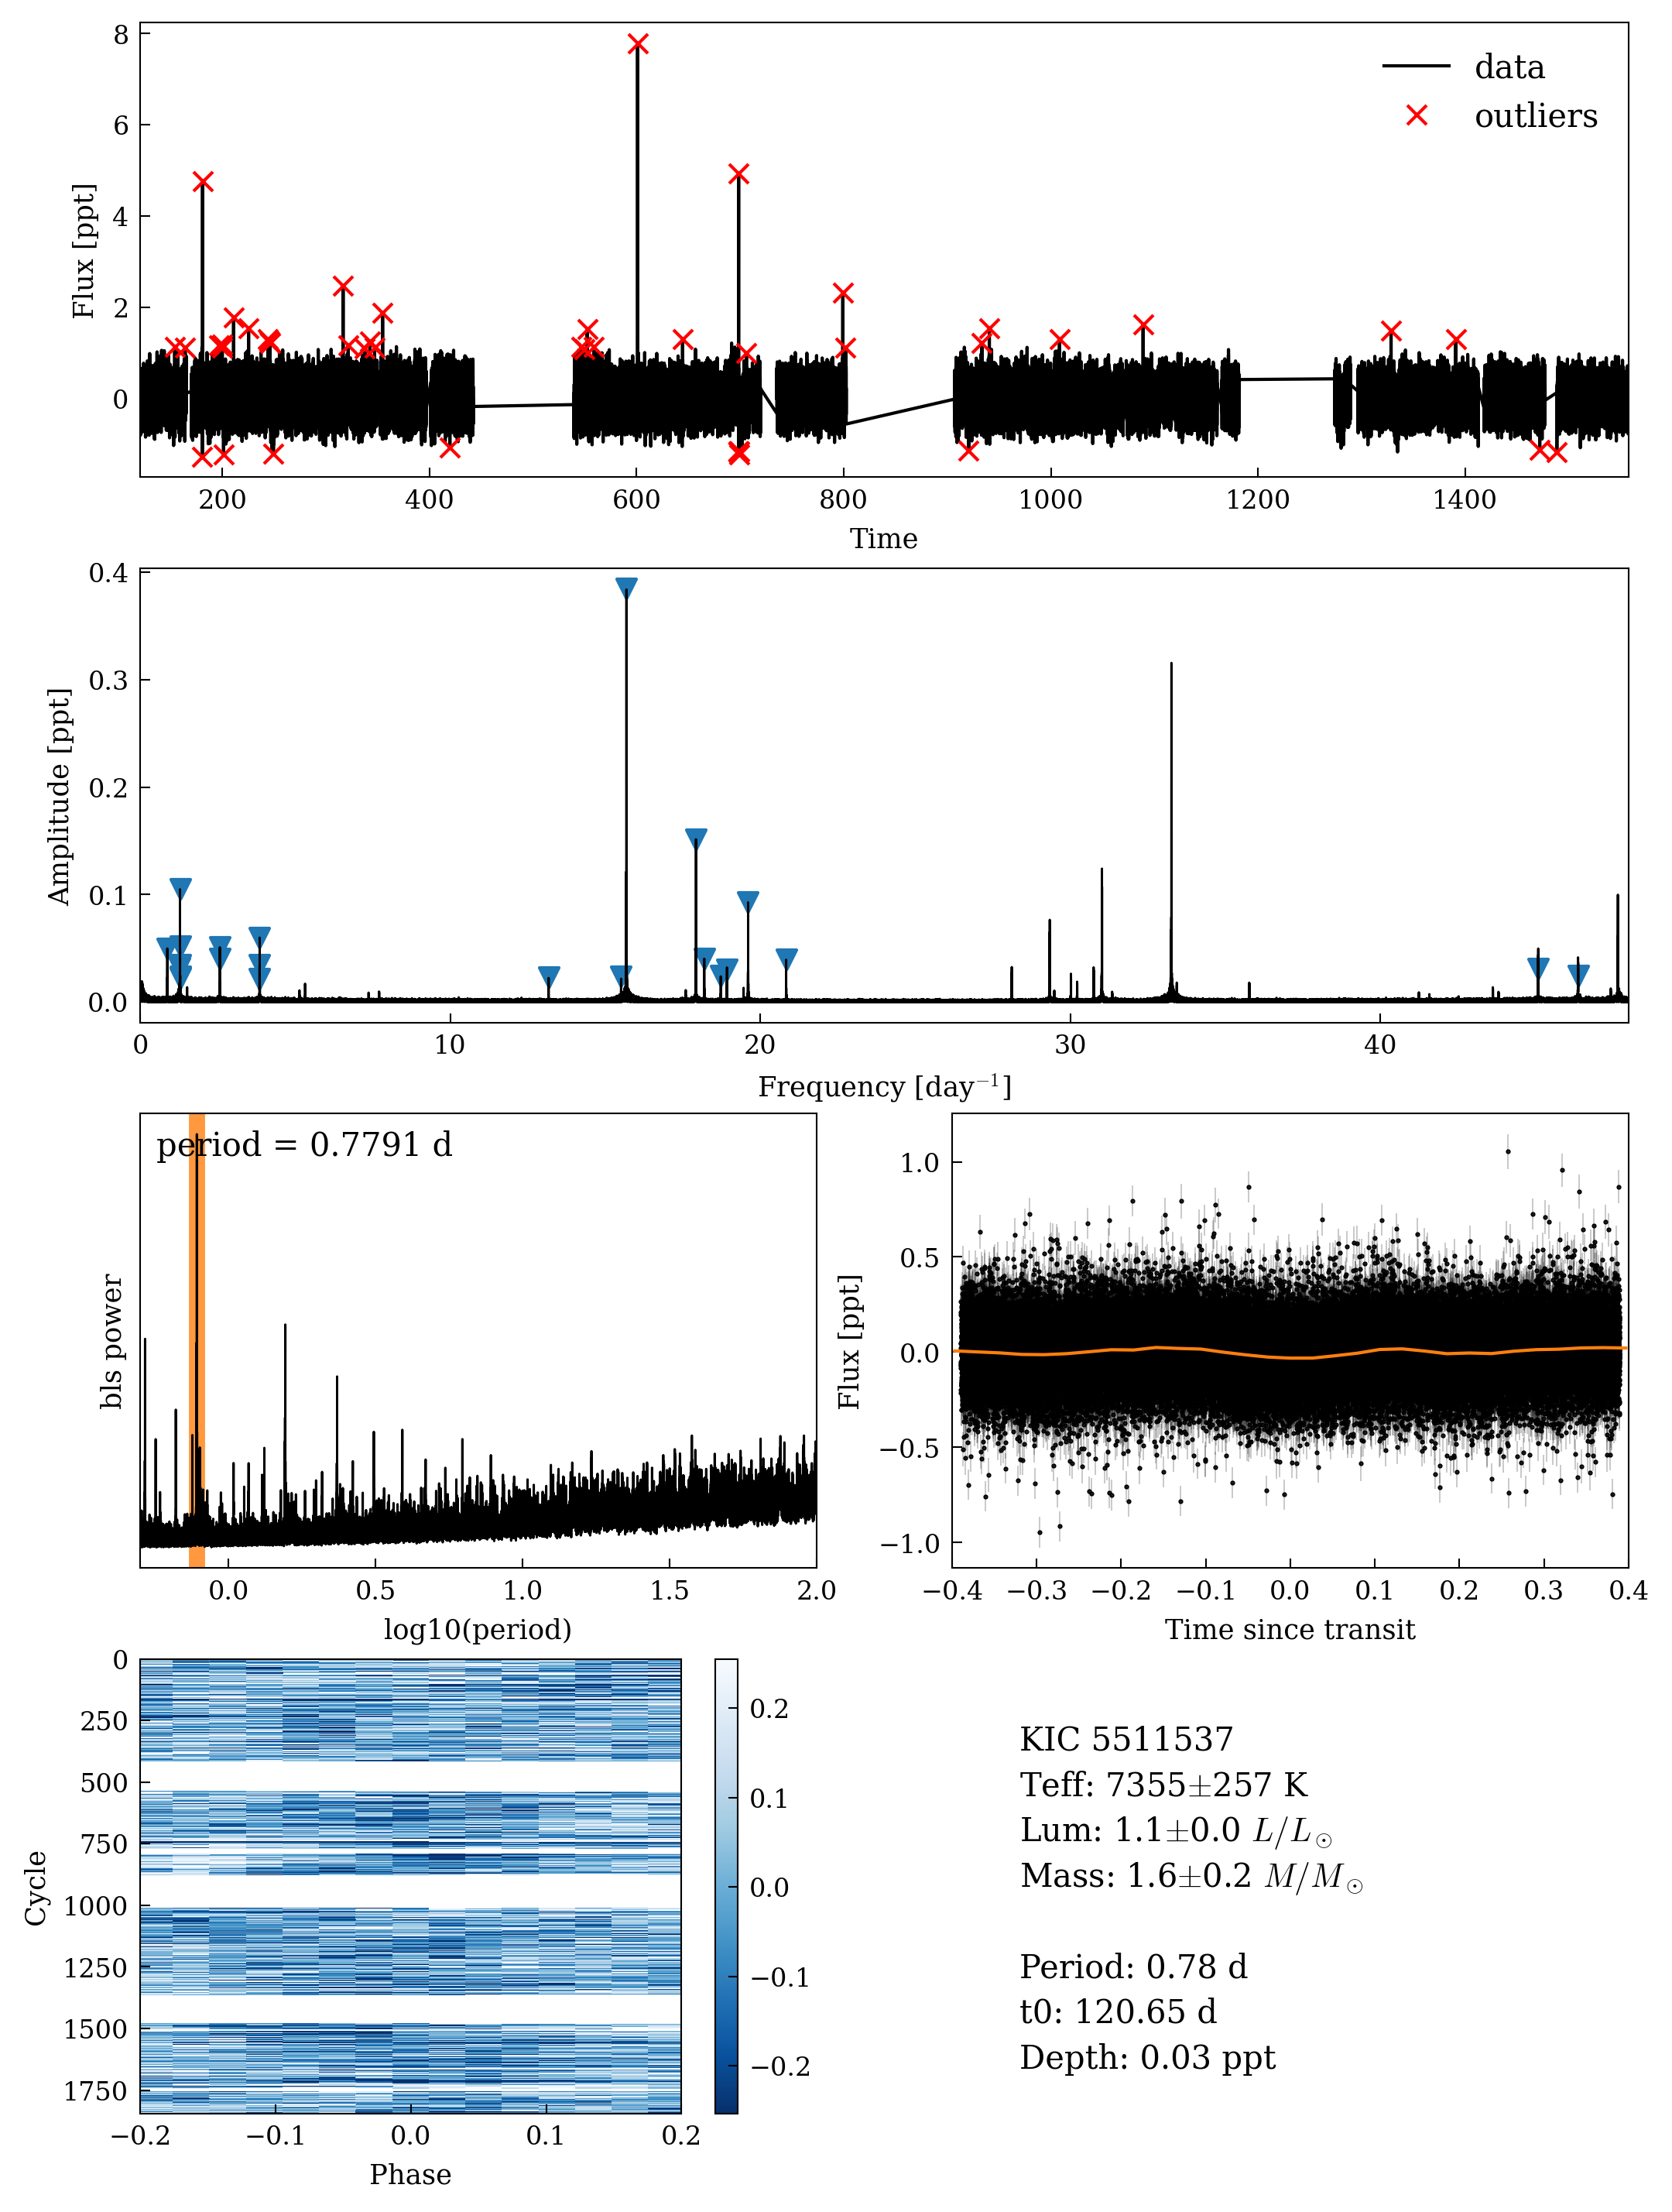 8
6
4
2
0
Flux [ppt]
data
outliers
200
400
600
800
1000
1200
1400
Time
0.4
0.3
0.2
0.1
0.0
Amplitude [ppt]
0
10
20
30
40
Frequency [day⁻¹]
period = 0.7791 d
bls power
0.0
0.5
1.0
1.5
2.0
log10(period)
1.0
0.5
0.0
−0.5
−1.0
Flux [ppt]
−0.4
−0.3
−0.2
−0.1
0.0
0.1
0.2
0.3
0.4
Time since transit
0
250
500
750
1000
1250
1500
1750
Cycle
−0.2
−0.1
0.0
0.1
0.2
Phase
0.2
0.1
0.0
−0.1
−0.2
KIC 5511537
Teff: 7355±257 K
Lum: 1.1±0.0 L/L☉
Mass: 1.6±0.2 M/M☉
Period: 0.78 d
t0: 120.65 d
Depth: 0.03 ppt